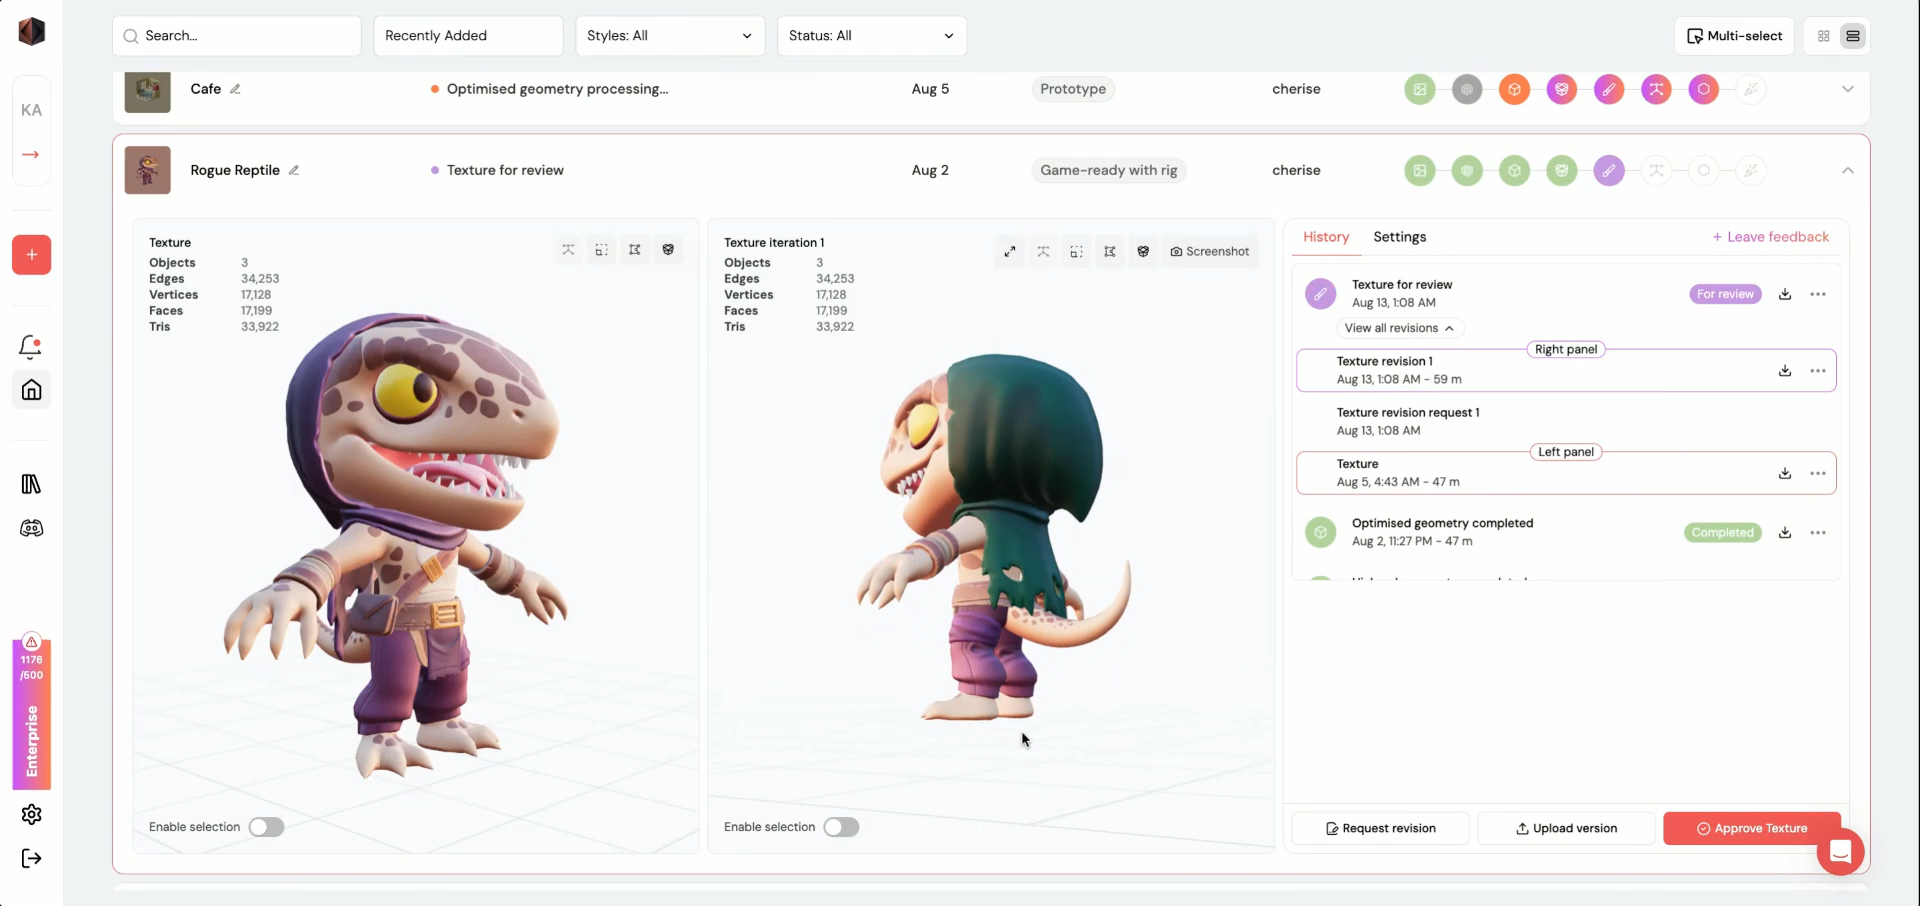 Search...
Recently Added
Styles: All
Status: All
Multi-select
KA
Cafe
Optimised geometry processing...
Aug 5
Prototype
cherise
Rogue Reptile
Texture for review
Aug 2
Game-ready with rig
cherise
Texture
Objects 3
Edges 34,253
Vertices 17,128
Faces 17,199
Tris 33,922
Enable selection
Texture iteration 1
Screenshot
Objects 3
Edges 34,253
Vertices 17,128
Faces 17,199
Tris 33,922
Enable selection
History
Settings
+ Leave feedback
Texture for review
Aug 13, 1:08 AM
For review
View all revisions
Right panel
Texture revision 1
Aug 13, 1:08 AM - 59 m
Texture revision request 1
Aug 13, 1:08 AM
Left panel
Texture
Aug 5, 4:43 AM - 47 m
Optimised geometry completed
Aug 2, 11:27 PM - 47 m
Completed
Request revision
Upload version
Approve Texture
1176
/500
Enterprise